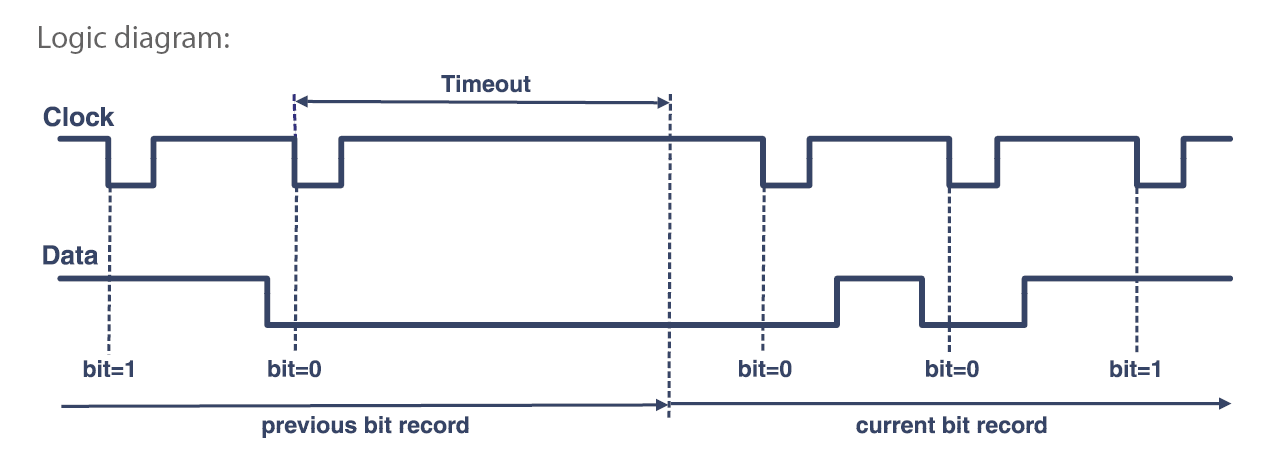 Logic diagram:
Timeout
Clock
Data
bit=1
bit=0
bit=0
bit=0
bit=1
previous bit record
current bit record